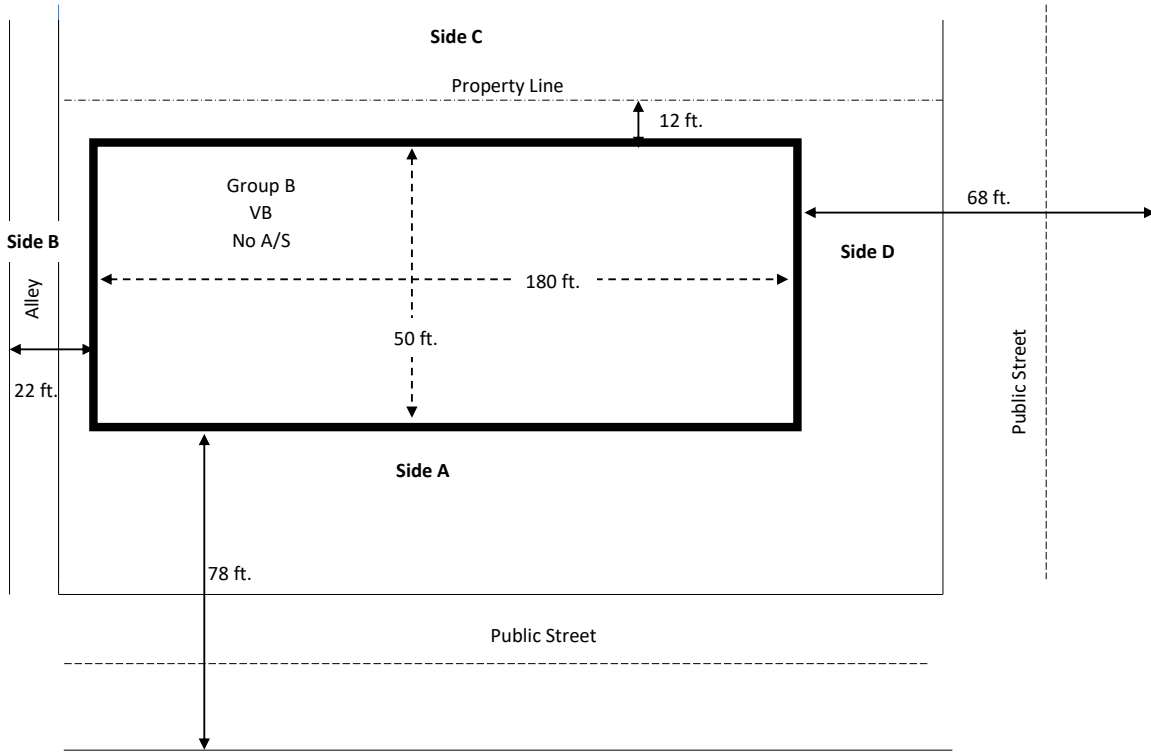 Side C
Property Line
12 ft.
Group B
VB
No A/S
68 ft.
Side B
Side D
180 ft.
Alley
50 ft.
22 ft.
Public Street
Side A
78 ft.
Public Street